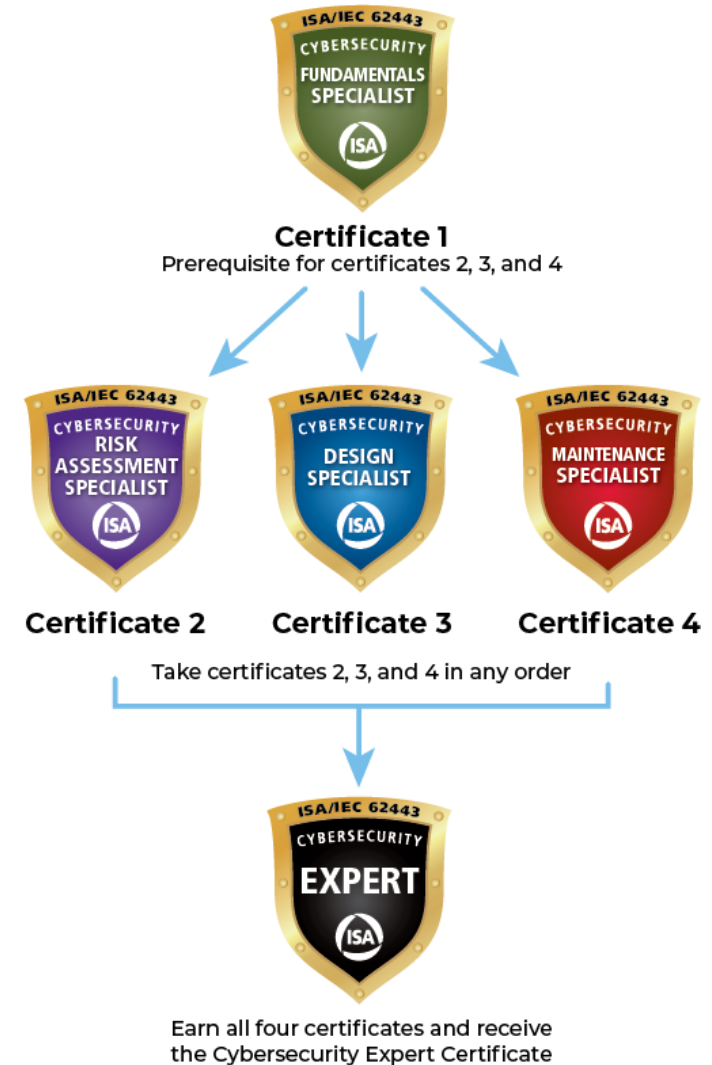 ISA/IEC 62443
CYBERSECURITY
FUNDAMENTALS
SPECIALIST
ISA
Certificate 1
Prerequisite for certificates 2, 3, and 4
ISA/IEC 62443
CYBERSECURITY
RISK
ASSESSMENT
SPECIALIST
ISA
Certificate 2
ISA/IEC 62443
CYBERSECURITY
DESIGN
SPECIALIST
ISA
Certificate 3
ISA/IEC 62443
CYBERSECURITY
MAINTENANCE
SPECIALIST
ISA
Certificate 4
Take certificates 2, 3, and 4 in any order
ISA/IEC 62443
CYBERSECURITY
EXPERT
ISA
Earn all four certificates and receive
the Cybersecurity Expert Certificate